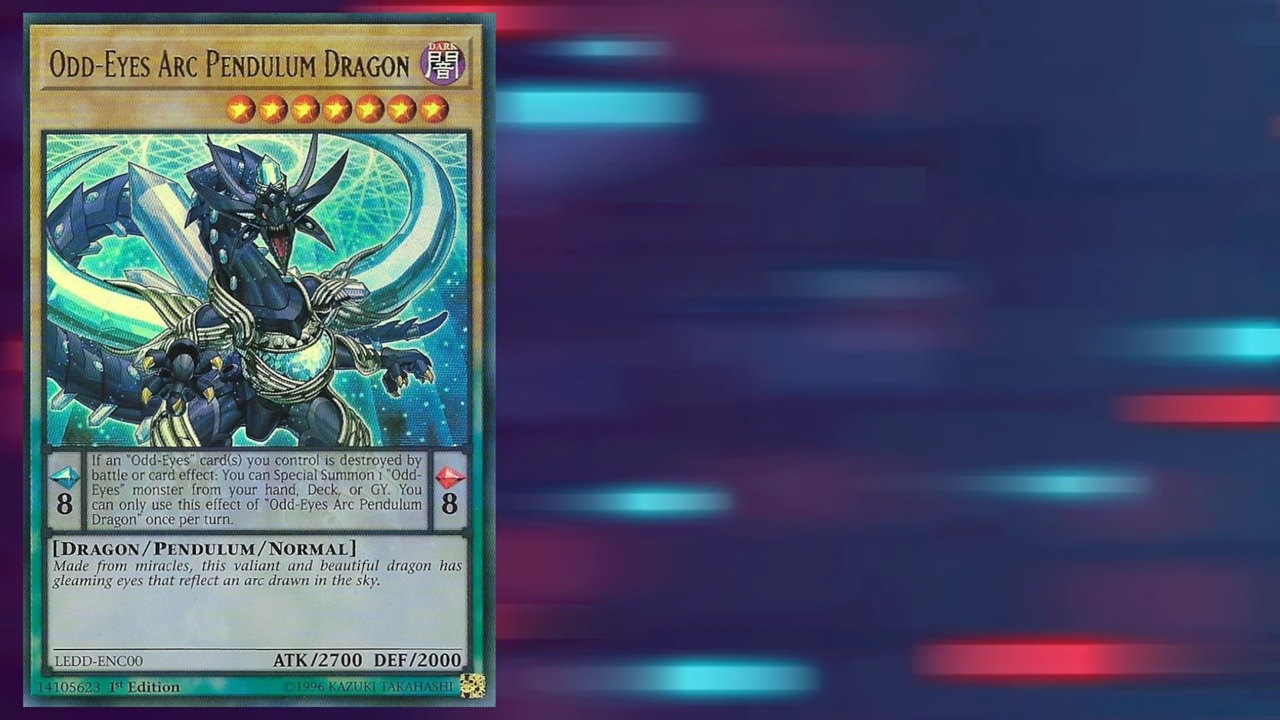 ODD-EYES ARC PENDULUM DRAGON
DARK
闇
If an "Odd-Eyes" card(s) you control is destroyed by
battle or card effect: You can Special Summon 1 "Odd-
Eyes" monster from your hand, Deck, or GY. You
can only use this effect of "Odd-Eyes Arc Pendulum
Dragon" once per turn.
8
8
[DRAGON/PENDULUM/NORMAL]
Made from miracles, this valiant and beautiful dragon has
gleaming eyes that reflect an arc drawn in the sky.
LEDD-ENC00
ATK/2700 DEF/2000
14105623 1st Edition
©1996 KAZUKI TAKAHASHI